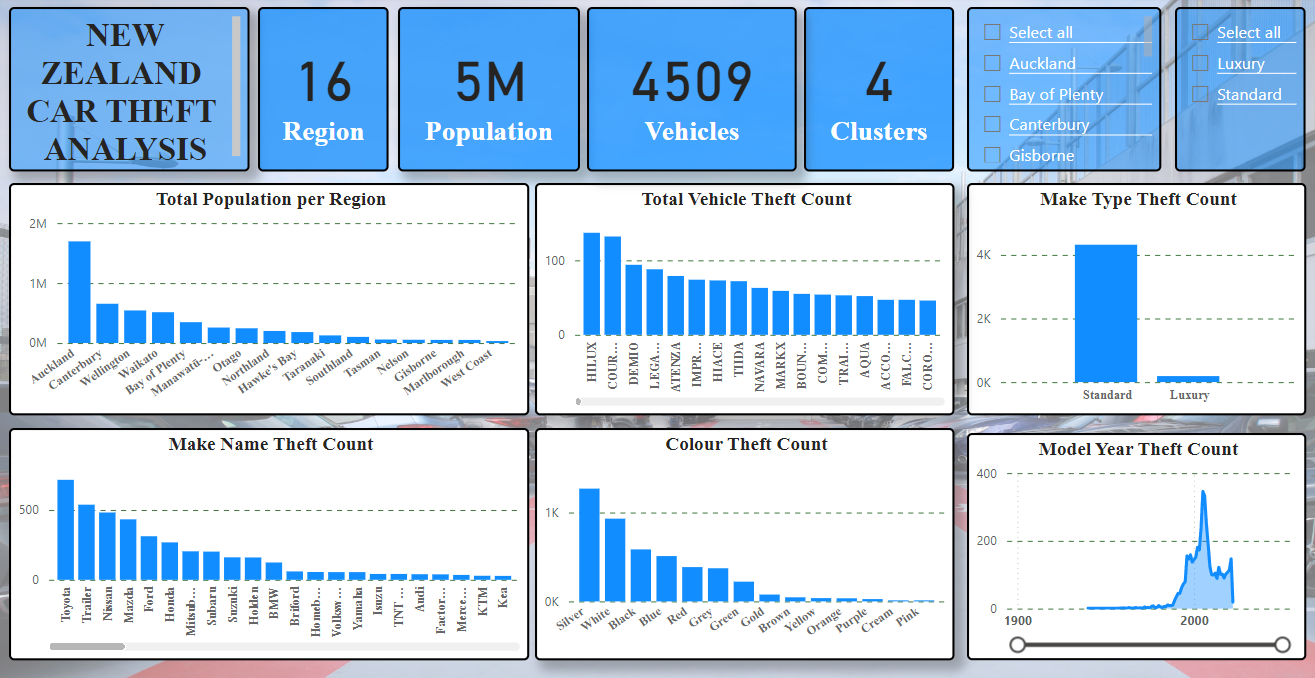 NEW
ZEALAND
CAR THEFT
ANALYSIS
16
Region
5M
Population
4509
Vehicles
4
Clusters
Select all
Auckland
Bay of Plenty
Canterbury
Gisborne
Select all
Luxury
Standard
Total Population per Region
2M
1M
0M
Auckland
Canterbury
Wellington
Waikato
Bay of Plenty
Manawatū-...
Otago
Northland
Hawke's Bay
Taranaki
Southland
Tasman
Nelson
Gisborne
Marlborough
West Coast
Total Vehicle Theft Count
100
0
HILUX
COUR...
DEMIO
LEGA...
ATENZA
IMPR...
HIACE
TIIDA
NAVARA
MARKX
BOUN...
COM...
TRAI...
AQUA
ACCO...
FALC...
CORO...
Make Type Theft Count
4K
2K
0K
Standard
Luxury
Make Name Theft Count
500
0
Toyota
Trailer
Nissan
Mazda
Ford
Honda
Mitsub...
Subaru
Suzuki
Holden
BMW
Briford
Homeb...
Volksw...
Yamaha
Isuzu
TNT ...
Audi
Factor...
Merce...
KTM
Kea
Colour Theft Count
1K
0K
Silver
White
Black
Blue
Red
Grey
Green
Gold
Brown
Yellow
Orange
Purple
Cream
Pink
Model Year Theft Count
400
200
0
1900
2000